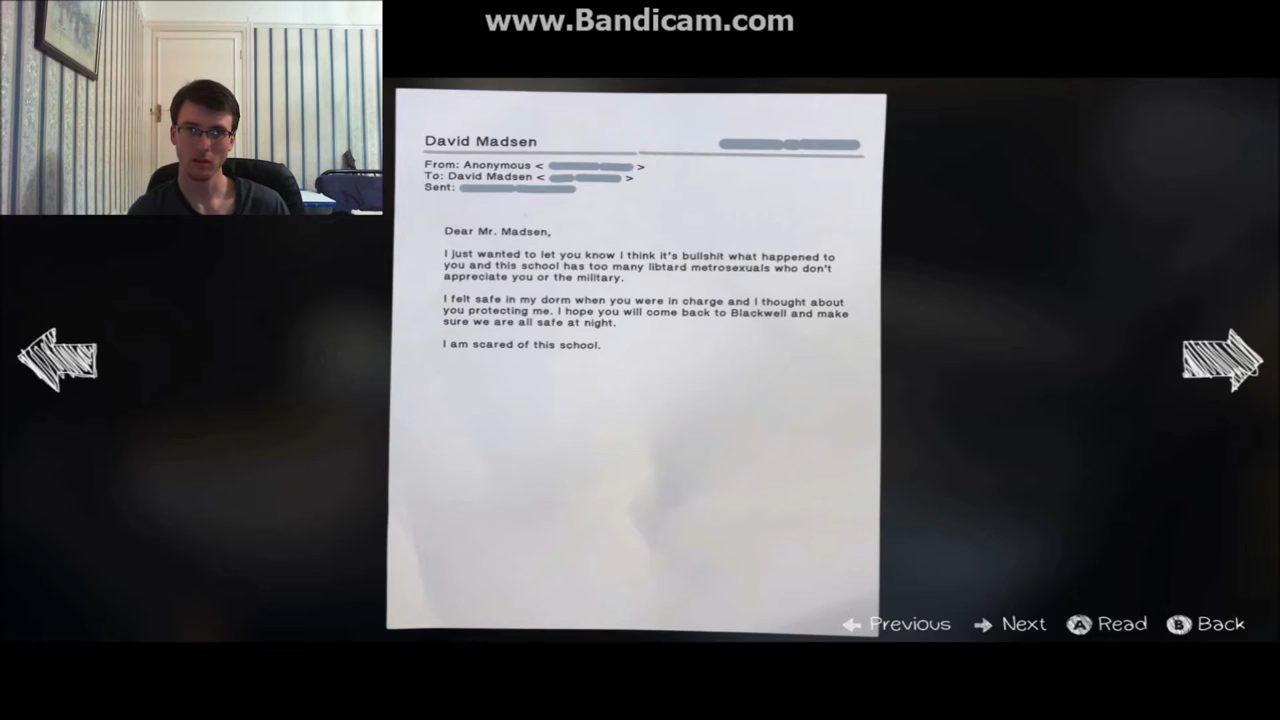 www.Bandicam.com
David Madsen
From: Anonymous < >
To: David Madsen < >
Sent:
Dear Mr. Madsen,
I just wanted to let you know I think it's bullshit what happened to
you and this school has too many libtard metrosexuals who don't
appreciate you or the military.
I felt safe in my dorm when you were in charge and I thought about
you protecting me. I hope you will come back to Blackwell and make
sure we are all safe at night.
I am scared of this school.
Previous Next A Read B Back